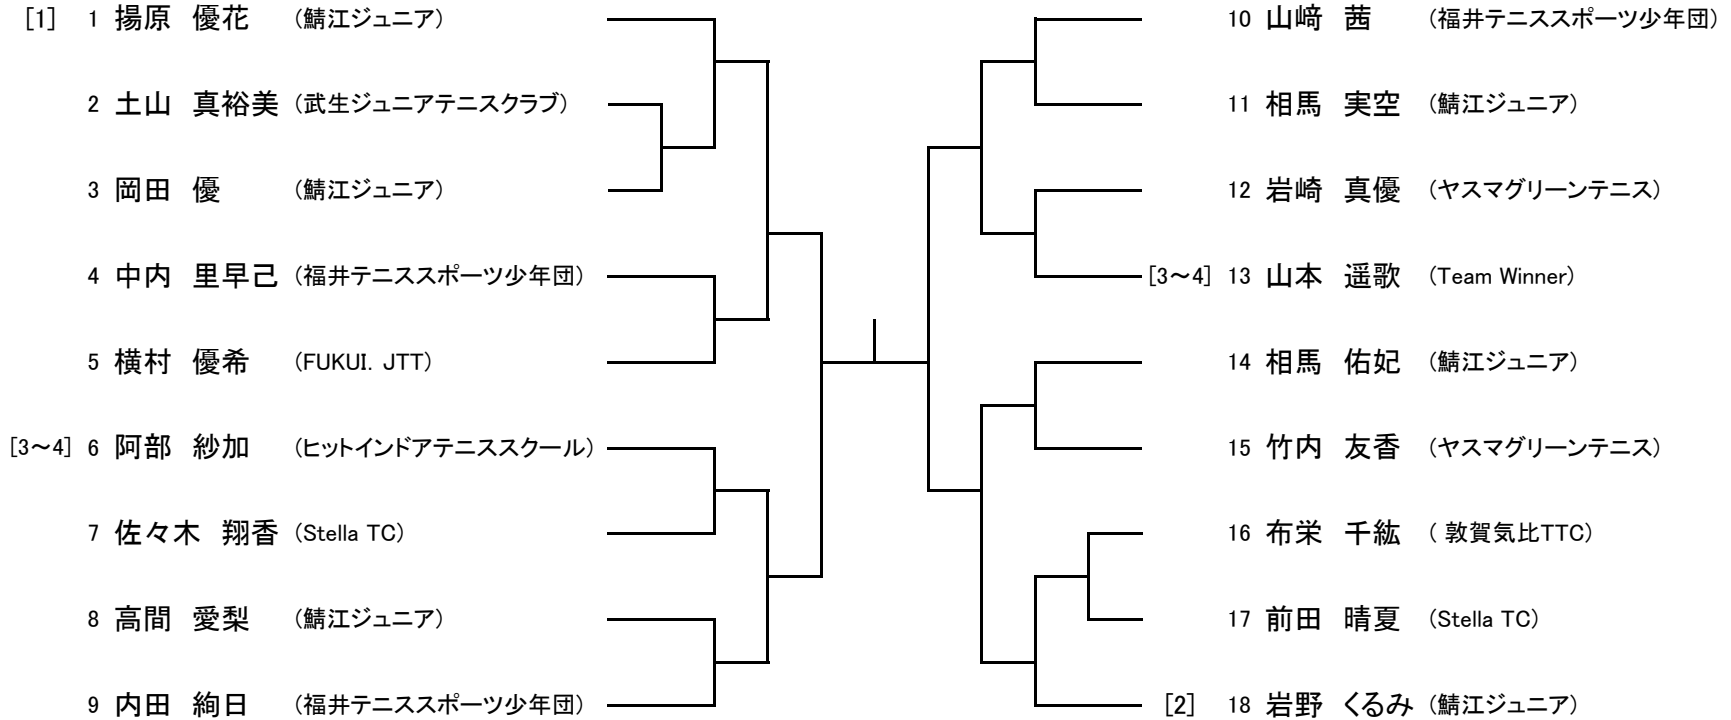 [1] 1 揚原 優花 (鯖江ジュニア)
2 土山 真裕美 (武生ジュニアテニスクラブ)
3 岡田 優 (鯖江ジュニア)
4 中内 里早己 (福井テニススポーツ少年団)
5 横村 優希 (FUKUI. JTT)
[3～4] 6 阿部 紗加 (ヒットインドアテニススクール)
7 佐々木 翔香 (Stella TC)
8 高間 愛梨 (鯖江ジュニア)
9 内田 絢日 (福井テニススポーツ少年団)
10 山﨑 茜 (福井テニススポーツ少年団)
11 相馬 実空 (鯖江ジュニア)
12 岩崎 真優 (ヤスマグリーンテニス)
[3～4] 13 山本 遥歌 (Team Winner)
14 相馬 佑妃 (鯖江ジュニア)
15 竹内 友香 (ヤスマグリーンテニス)
16 布栄 千紘 ( 敦賀気比TTC)
17 前田 晴夏 (Stella TC)
[2] 18 岩野 くるみ (鯖江ジュニア)